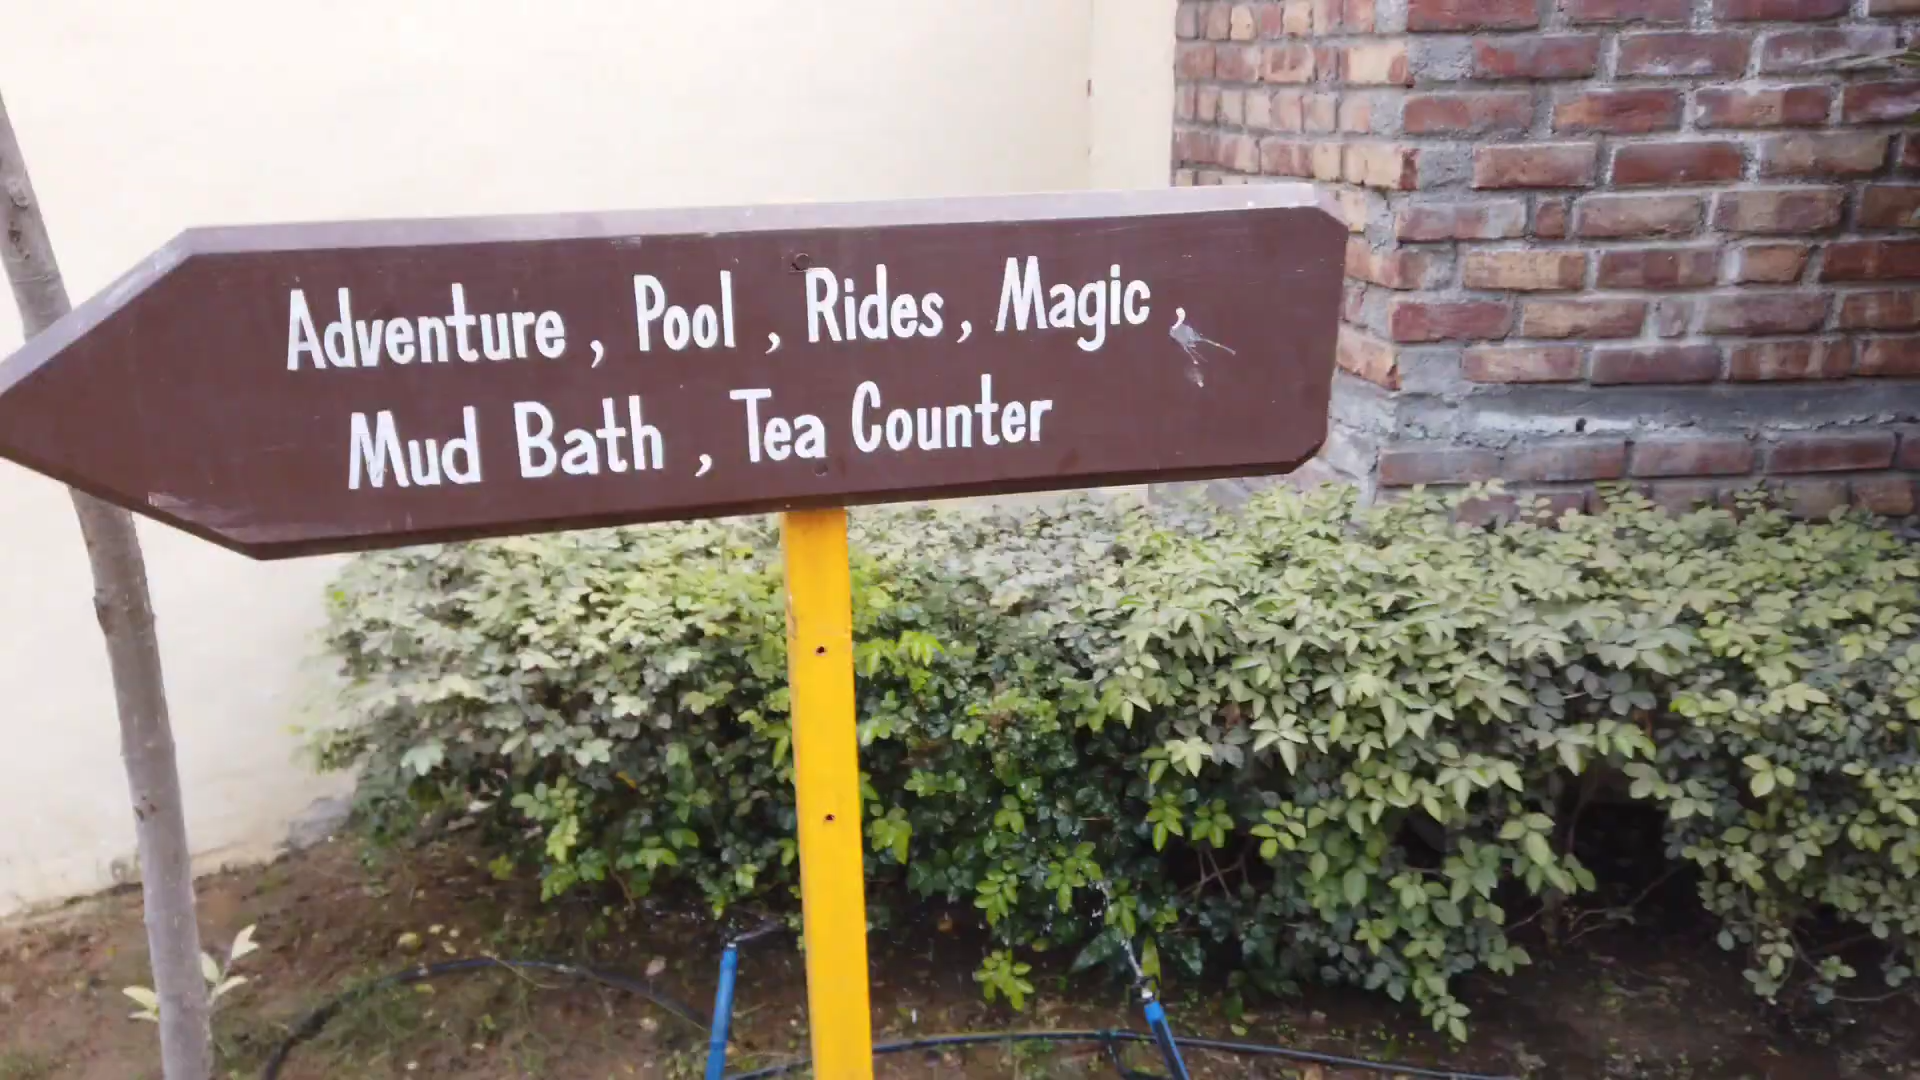 Adventure , Pool , Rides , Magic ,
Mud Bath , Tea Counter